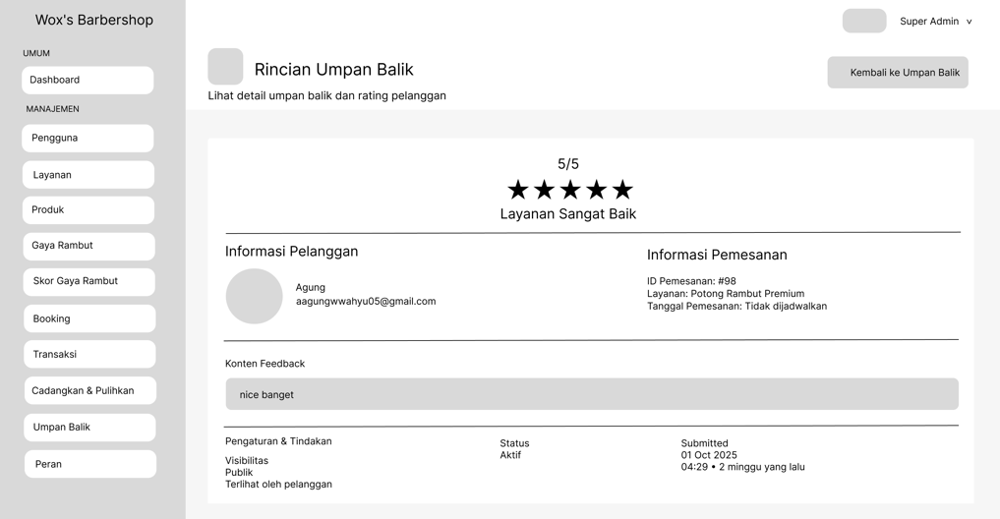 Wox's Barbershop
UMUM
Dashboard
MANAJEMEN
Pengguna
Layanan
Produk
Gaya Rambut
Skor Gaya Rambut
Booking
Transaksi
Cadangkan & Pulihkan
Umpan Balik
Peran
Super Admin v
Rincian Umpan Balik
Lihat detail umpan balik dan rating pelanggan
Kembali ke Umpan Balik
5/5
★★★★★
Layanan Sangat Baik
Informasi Pelanggan
Agung
aagungwwahyu05@gmail.com
Informasi Pemesanan
ID Pemesanan: #98
Layanan: Potong Rambut Premium
Tanggal Pemesanan: Tidak dijadwalkan
Konten Feedback
nice banget
Pengaturan & Tindakan
Visibilitas
Publik
Terlihat oleh pelanggan
Status
Aktif
Submitted
01 Oct 2025
04:29 • 2 minggu yang lalu